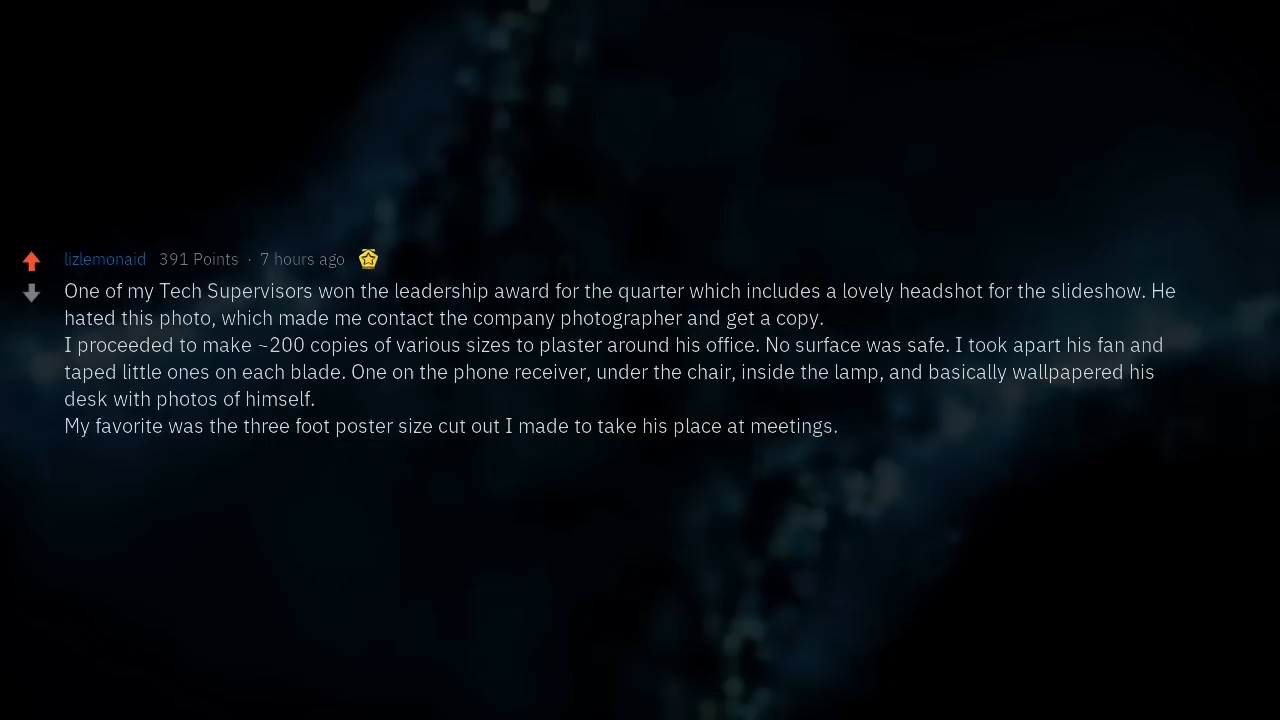 lizlemonaid 391 Points · 7 hours ago
One of my Tech Supervisors won the leadership award for the quarter which includes a lovely headshot for the slideshow. He
hated this photo, which made me contact the company photographer and get a copy.
I proceeded to make ~200 copies of various sizes to plaster around his office. No surface was safe. I took apart his fan and
taped little ones on each blade. One on the phone receiver, under the chair, inside the lamp, and basically wallpapered his
desk with photos of himself.
My favorite was the three foot poster size cut out I made to take his place at meetings.